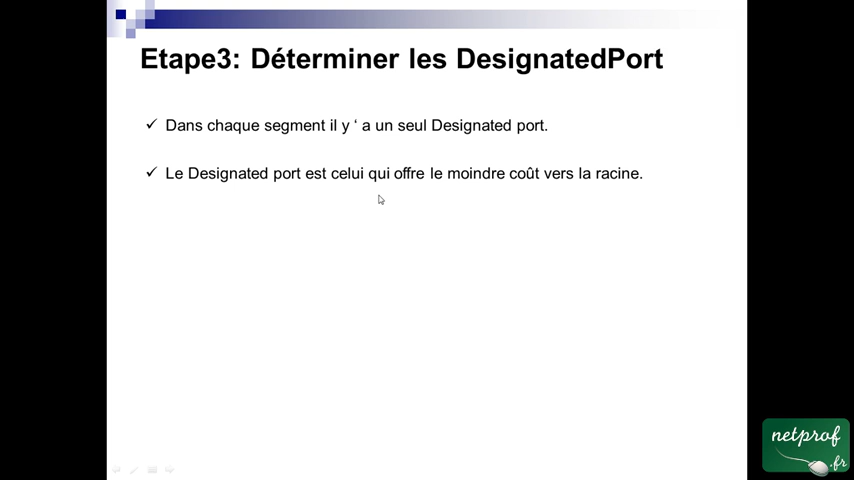 Etape3: Déterminer les DesignatedPort
Dans chaque segment il y ‘ a un seul Designated port.
Le Designated port est celui qui offre le moindre coût vers la racine.
netprof
.fr